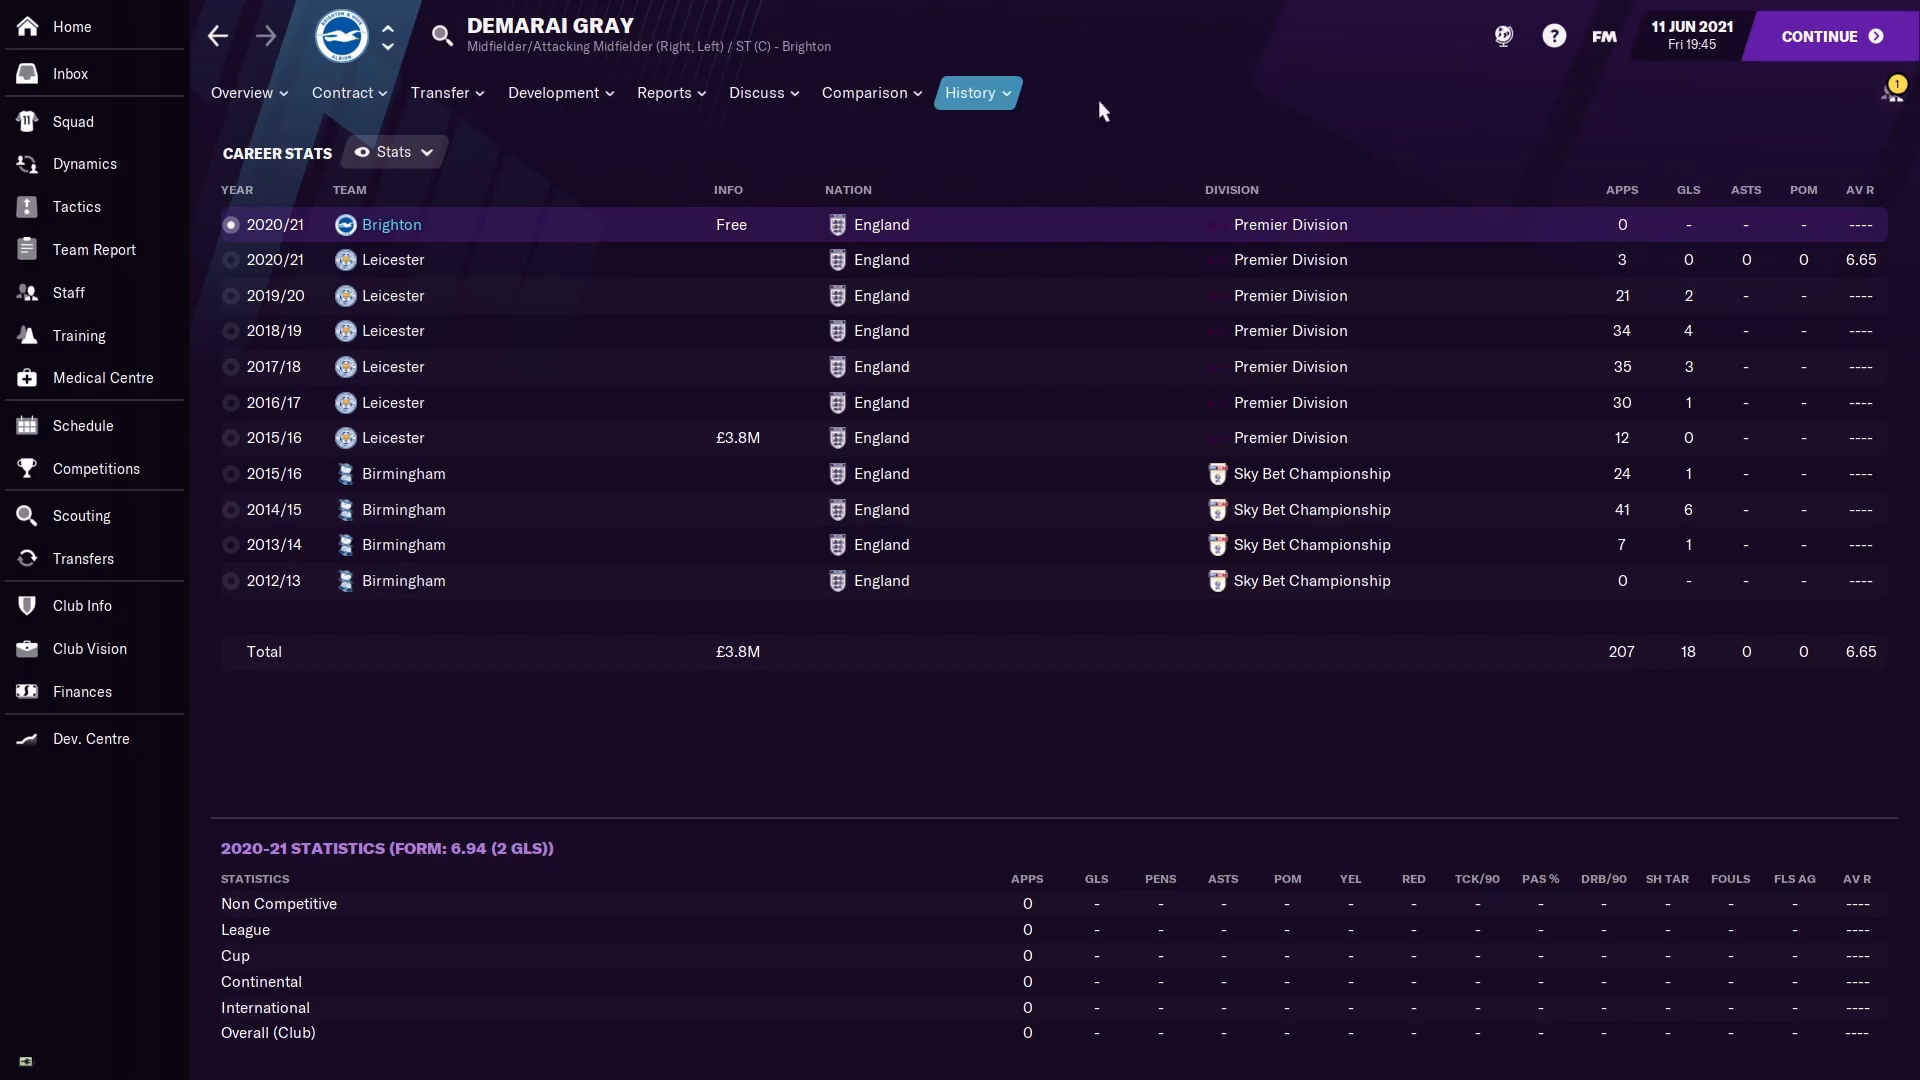 Home
Inbox
Squad
Dynamics
Tactics
Team Report
Staff
Training
Medical Centre
Schedule
Competitions
Scouting
Transfers
Club Info
Club Vision
Finances
Dev. Centre
DEMARAI GRAY
Midfielder/Attacking Midfielder (Right, Left) / ST (C) - Brighton
? FM
11 JUN 2021
Fri 19:45
CONTINUE
1
Overview Contract Transfer Development Reports Discuss Comparison History
CAREER STATS Stats
YEAR TEAM INFO NATION DIVISION APPS GLS ASTS POM AV R
2020/21 Brighton Free England Premier Division 0 - - - ----
2020/21 Leicester England Premier Division 3 0 0 0 6.65
2019/20 Leicester England Premier Division 21 2 - - ----
2018/19 Leicester England Premier Division 34 4 - - ----
2017/18 Leicester England Premier Division 35 3 - - ----
2016/17 Leicester England Premier Division 30 1 - - ----
2015/16 Leicester £3.8M England Premier Division 12 0 - - ----
2015/16 Birmingham England Sky Bet Championship 24 1 - - ----
2014/15 Birmingham England Sky Bet Championship 41 6 - - ----
2013/14 Birmingham England Sky Bet Championship 7 1 - - ----
2012/13 Birmingham England Sky Bet Championship 0 - - - ----
Total £3.8M 207 18 0 0 6.65
2020-21 STATISTICS (FORM: 6.94 (2 GLS))
STATISTICS APPS GLS PENS ASTS POM YEL RED TCK/90 PAS % DRB/90 SH TAR FOULS FLS AG AV R
Non Competitive 0 - - - - - - - - - - - - ----
League 0 - - - - - - - - - - - - ----
Cup 0 - - - - - - - - - - - - ----
Continental 0 - - - - - - - - - - - - ----
International 0 - - - - - - - - - - - - ----
Overall (Club) 0 - - - - - - - - - - - - ----